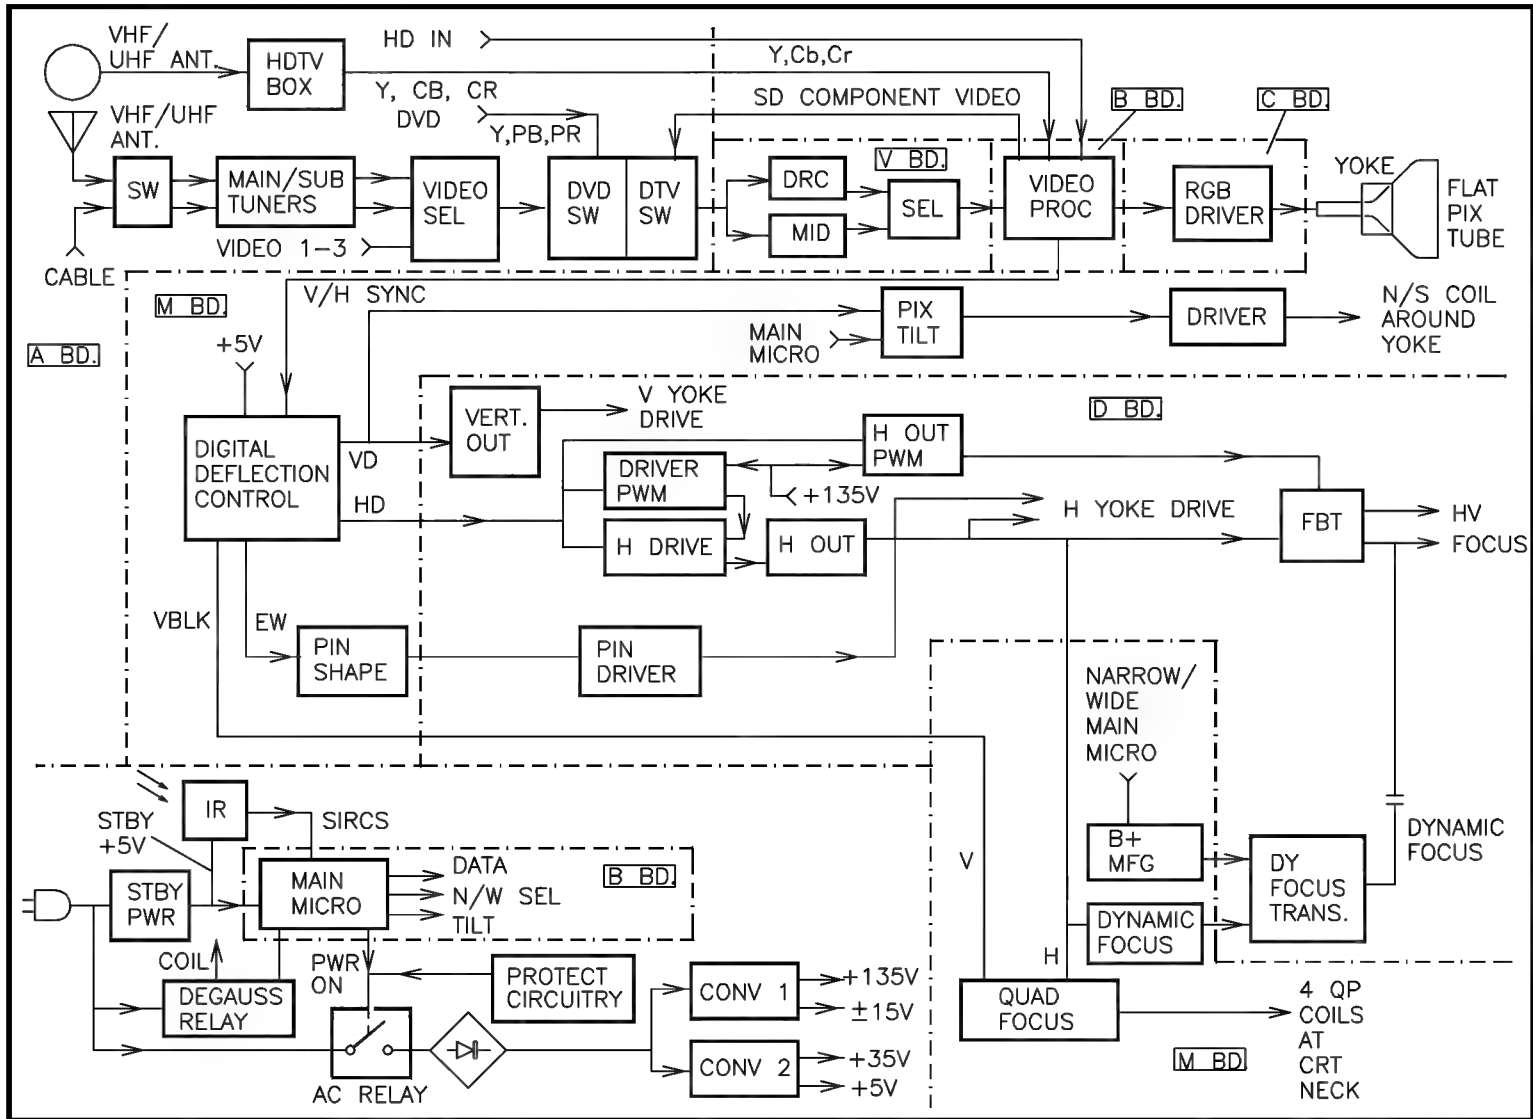 VHF/
UHF ANT.
HDTV
BOX
HD IN
Y,Cb,Cr
Y, CB, CR
DVD
Y,PB,PR
SD COMPONENT VIDEO
B BD.
C BD.
VHF/UHF
ANT.
SW
MAIN/SUB
TUNERS
VIDEO
SEL
DVD
SW
DTV
SW
DRC
MID
V BD.
SEL
VIDEO
PROC
RGB
DRIVER
YOKE
FLAT
PIX
TUBE
VIDEO 1-3
CABLE
M BD.
A BD.
V/H SYNC
+5V
MAIN
MICRO
PIX
TILT
DRIVER
N/S COIL
AROUND
YOKE
DIGITAL
DEFLECTION
CONTROL
VD
HD
VERT.
OUT
V YOKE
DRIVE
D BD.
H OUT
PWM
DRIVER
PWM
+135V
H DRIVE
H OUT
H YOKE DRIVE
FBT
HV
FOCUS
VBLK
EW
PIN
SHAPE
PIN
DRIVER
NARROW/
WIDE
MAIN
MICRO
IR
SIRCS
STBY
+5V
STBY
PWR
MAIN
MICRO
DATA
N/W SEL
TILT
B BD.
V
B+
MFG
DY
FOCUS
TRANS.
DYNAMIC
FOCUS
DYNAMIC
FOCUS
H
COIL
DEGAUSS
RELAY
PWR
ON
PROTECT
CIRCUITRY
AC RELAY
CONV 1
+135V
±15V
CONV 2
+35V
+5V
QUAD
FOCUS
M BD.
4 QP
COILS
AT
CRT
NECK